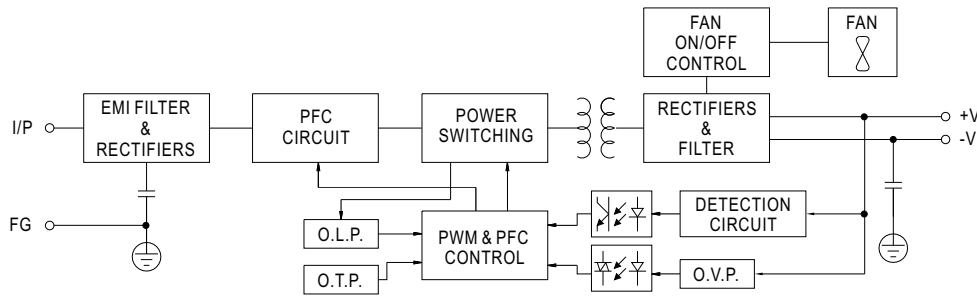 FAN
ON/OFF
CONTROL
FAN
I/P
EMI FILTER
&
RECTIFIERS
PFC
CIRCUIT
POWER
SWITCHING
RECTIFIERS
&
FILTER
+V
-V
FG
O.L.P.
O.T.P.
PWM & PFC
CONTROL
DETECTION
CIRCUIT
O.V.P.